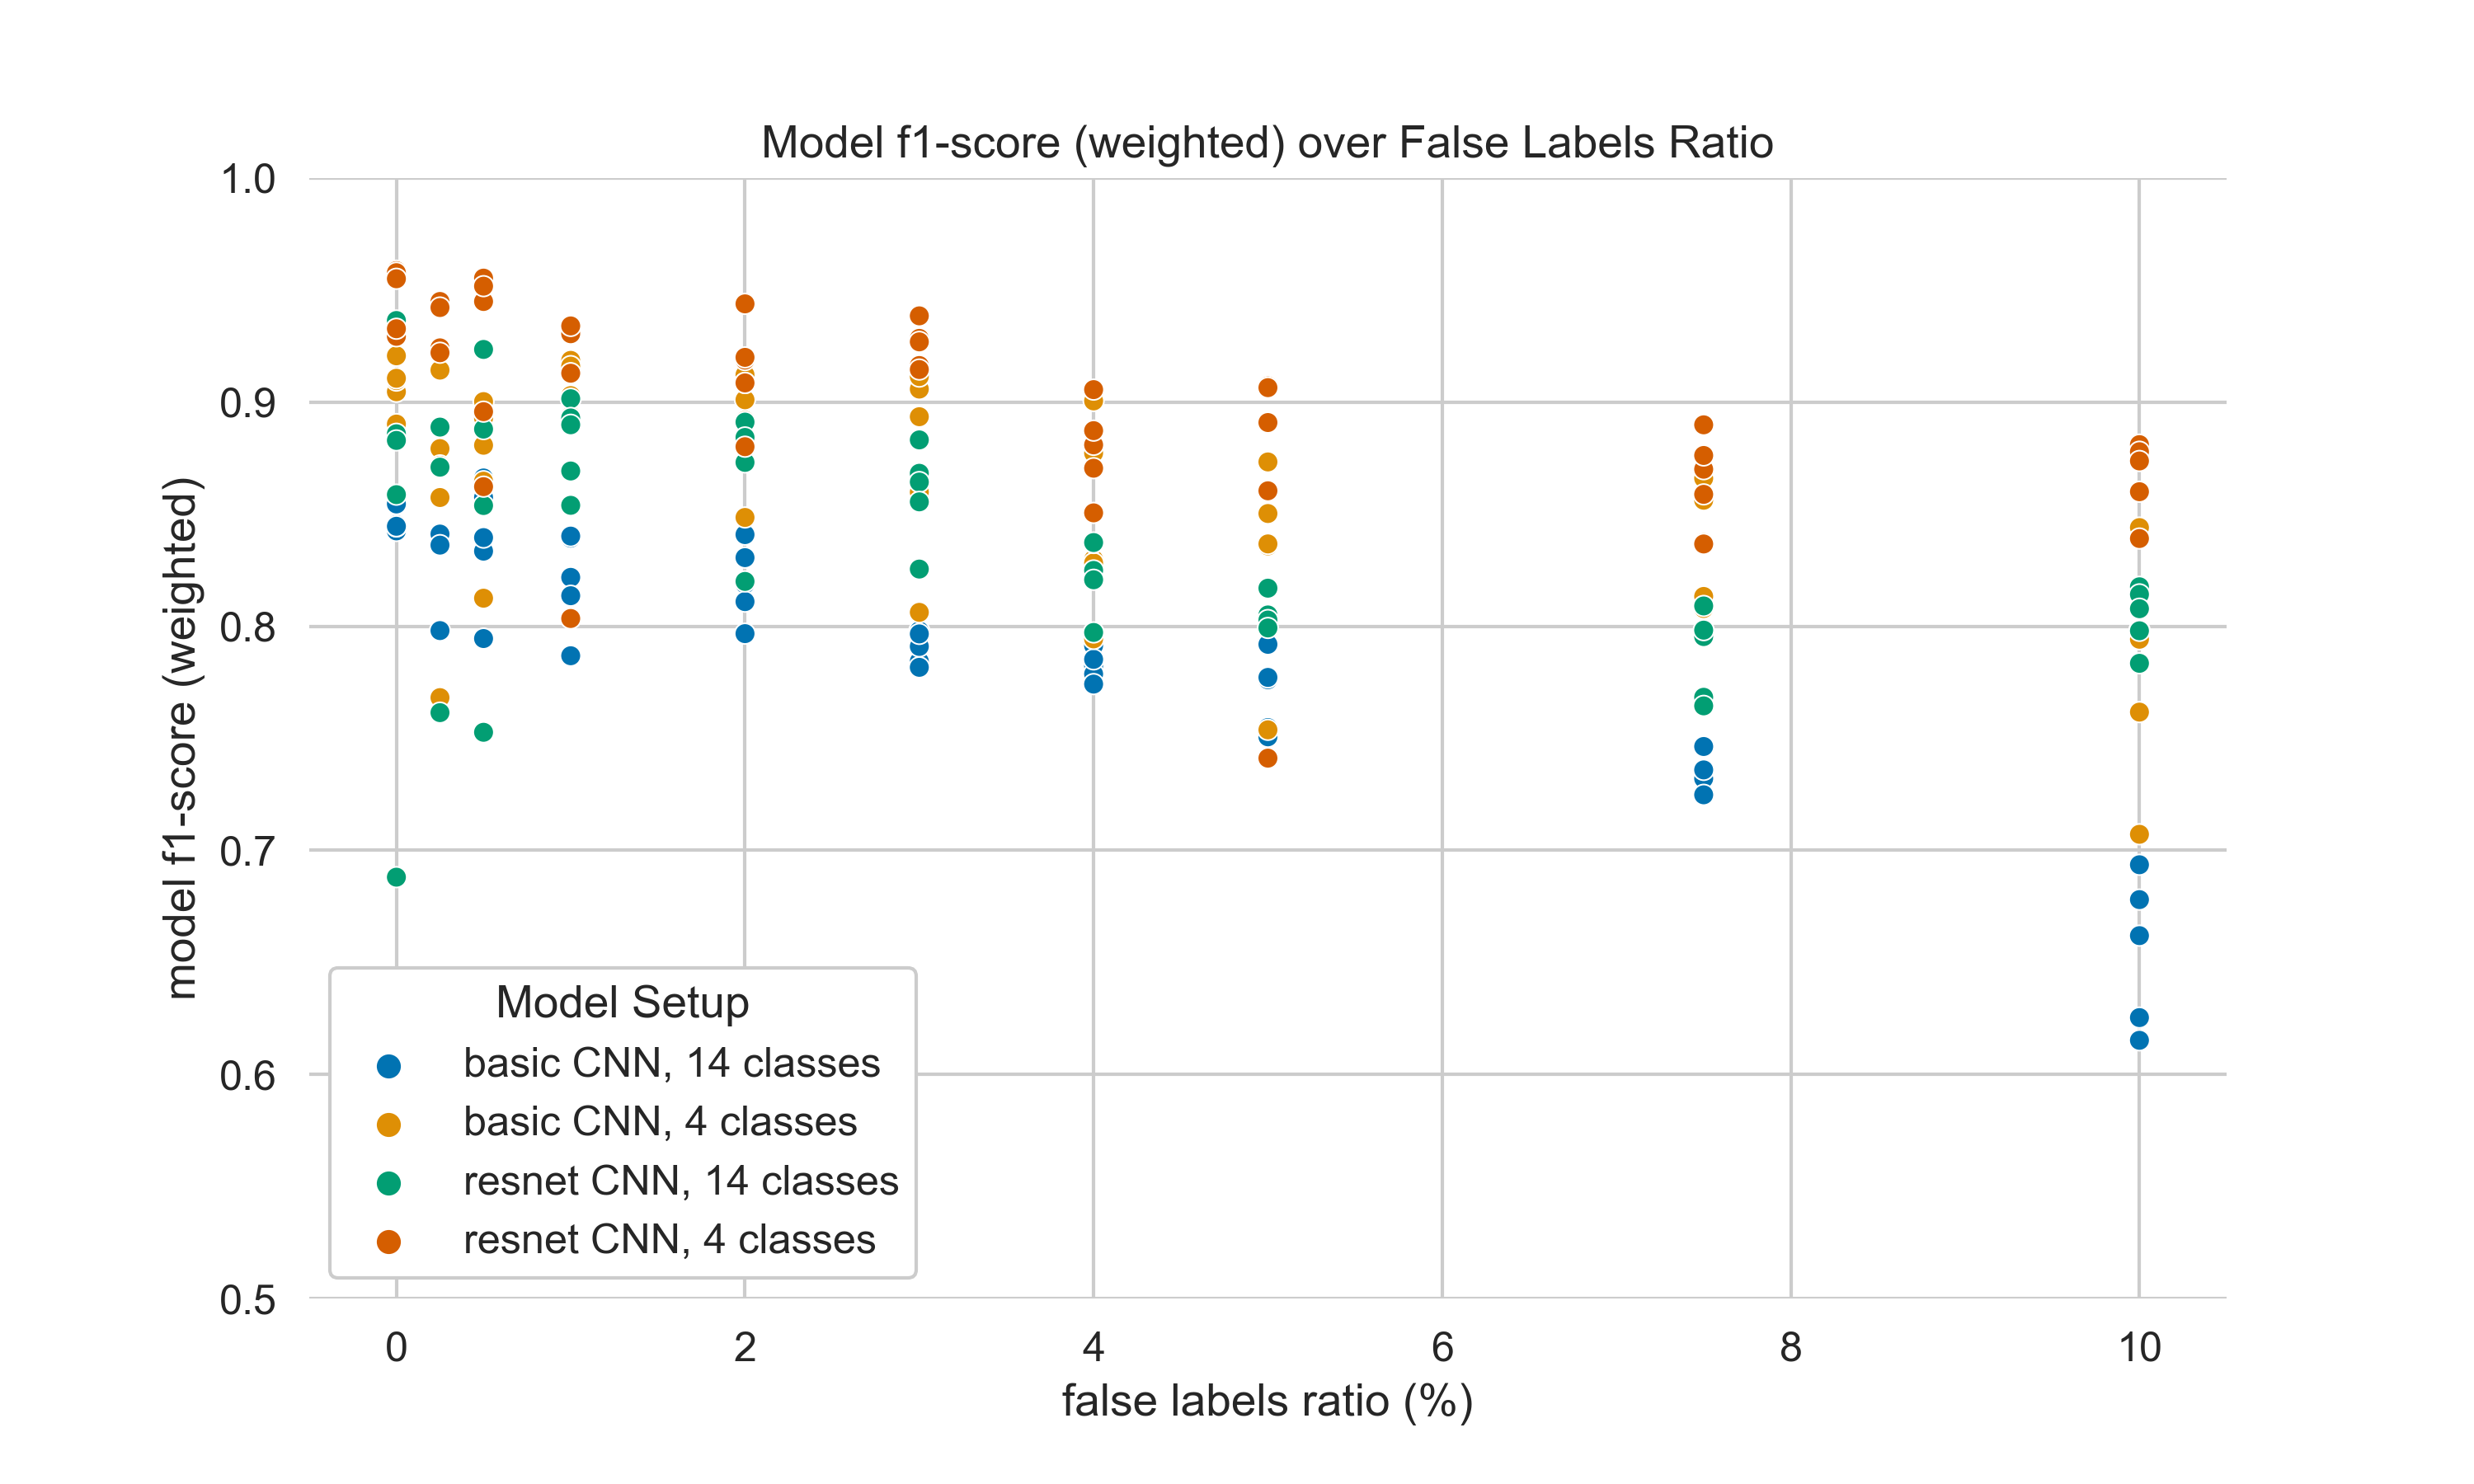 Model f1-score (weighted) over False Labels Ratio
1.0
0.9
0.8
0.7
0.6
0.5
model f1-score (weighted)
Model Setup
basic CNN, 14 classes
basic CNN, 4 classes
resnet CNN, 14 classes
resnet CNN, 4 classes
0 2 4 6 8 10
false labels ratio (%)